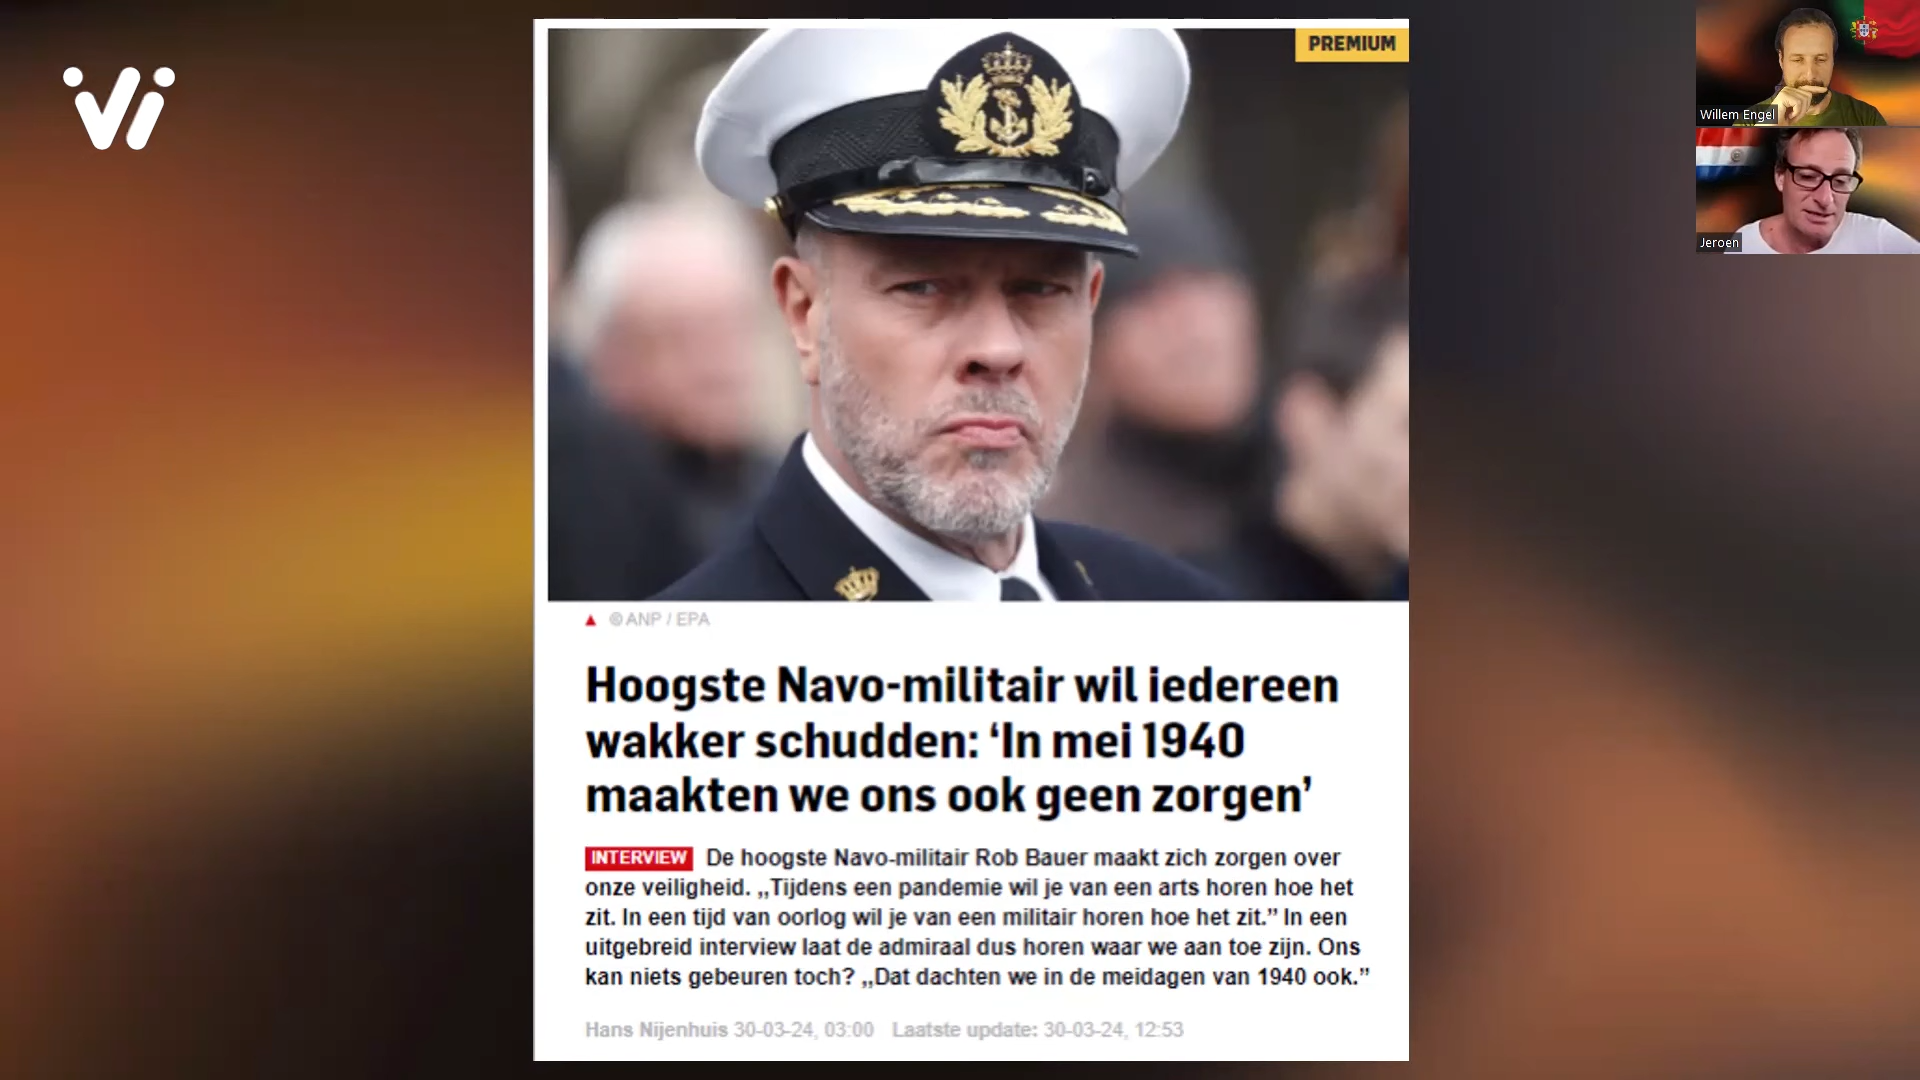 Vi
PREMIUM
Willem Engel
Jeroen
▲ © ANP / EPA
Hoogste Navo-militair wil iedereen
wakker schudden: ‘In mei 1940
maakten we ons ook geen zorgen’
INTERVIEW De hoogste Navo-militair Rob Bauer maakt zich zorgen over
onze veiligheid. „Tijdens een pandemie wil je van een arts horen hoe het
zit. In een tijd van oorlog wil je van een militair horen hoe het zit.” In een
uitgebreid interview laat de admiraal dus horen waar we aan toe zijn. Ons
kan niets gebeuren toch? „Dat dachten we in de meidagen van 1940 ook.”
Hans Nijenhuis 30-03-24, 03:00 Laatste update: 30-03-24, 12:53